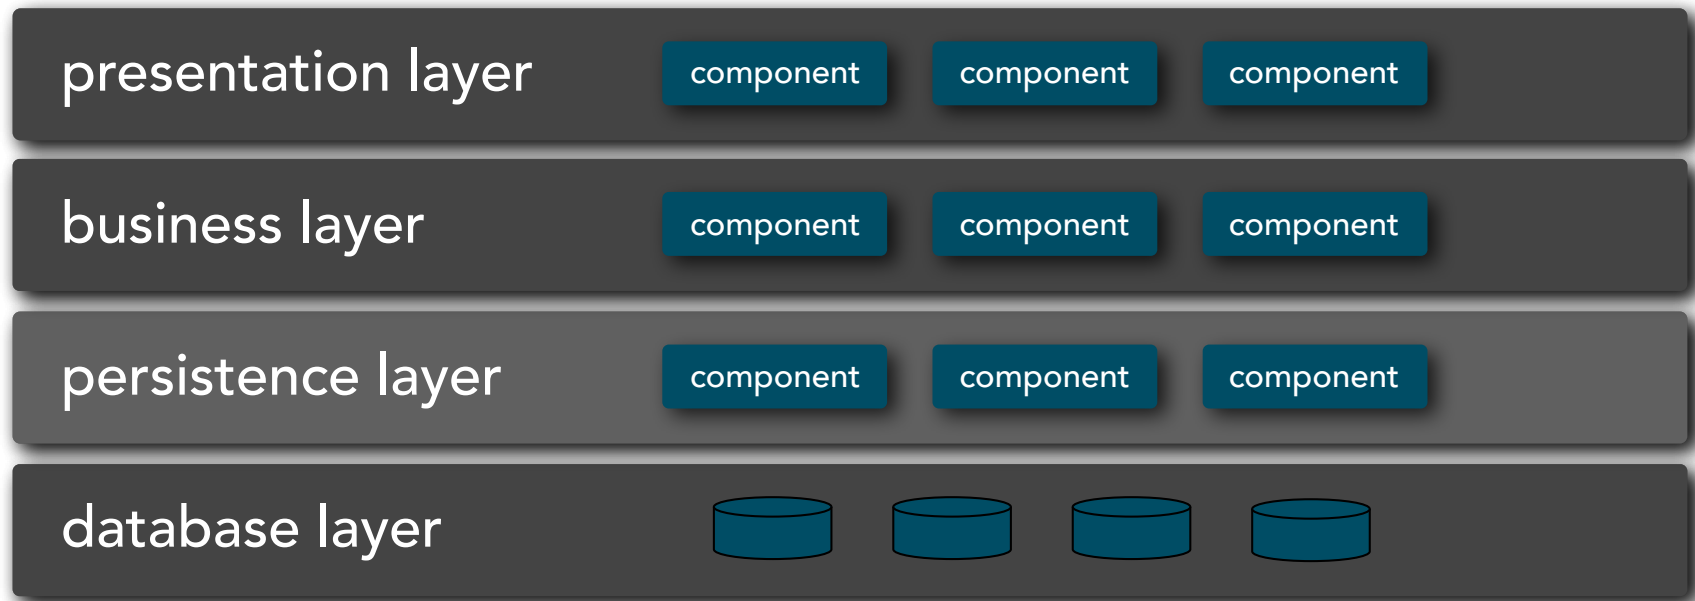 presentation layer component component component
business layer component component component
persistence layer component component component
database layer